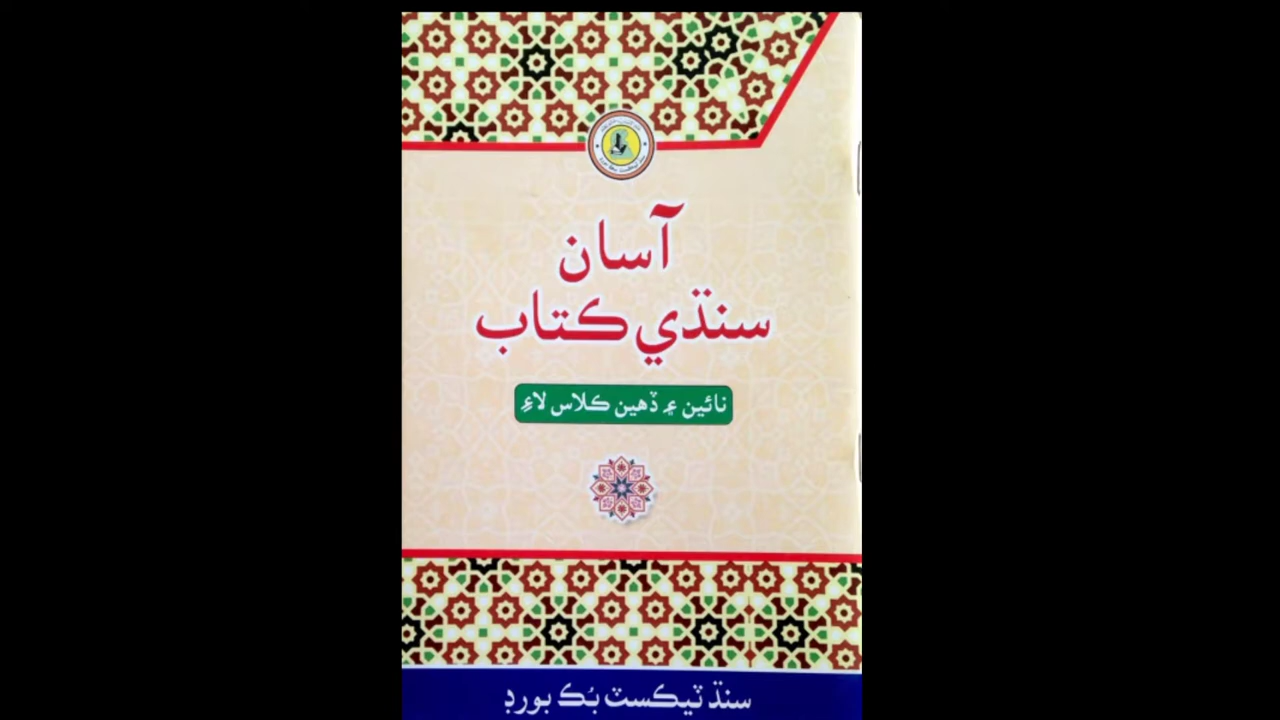 آسان
سنڌي ڪتاب
نائين ۽ ڏهين ڪلاس لاءِ
سنڌ ٽيڪسٽ بُڪ بورڊ